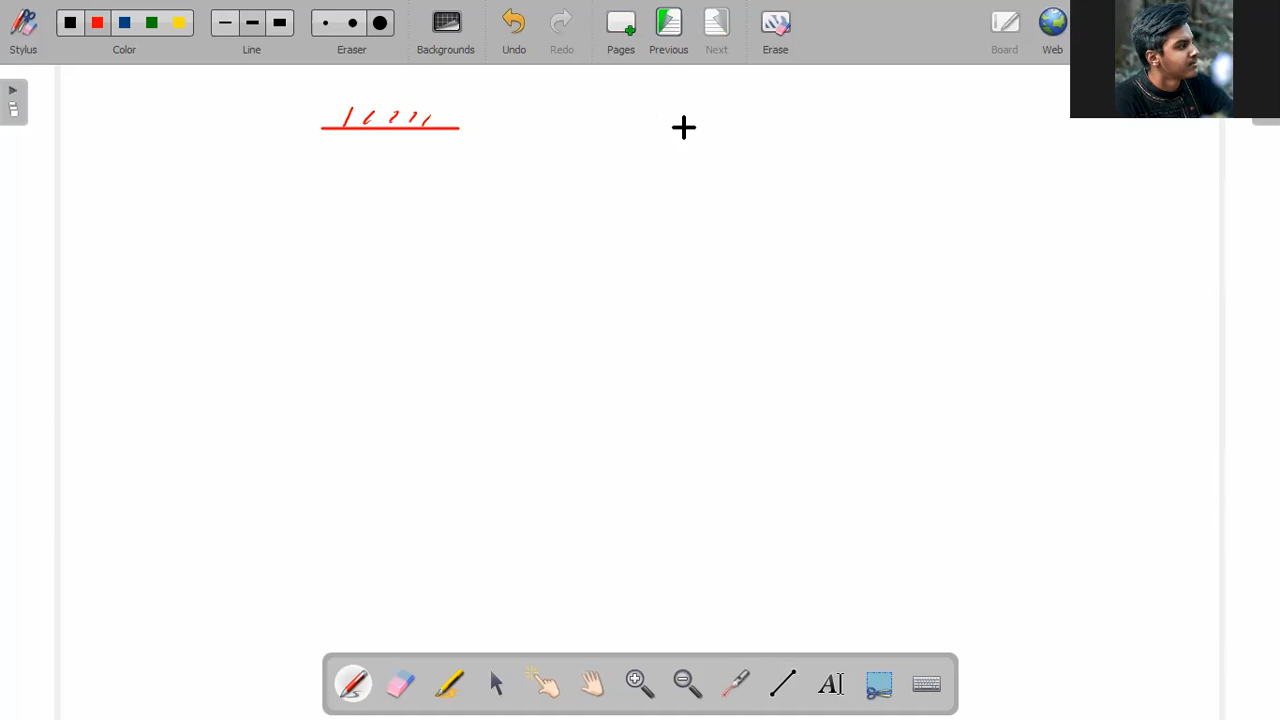 Stylus
Color
Line
Eraser
Backgrounds
Undo
Redo
Pages
Previous
Next
Erase
Board
Web
A